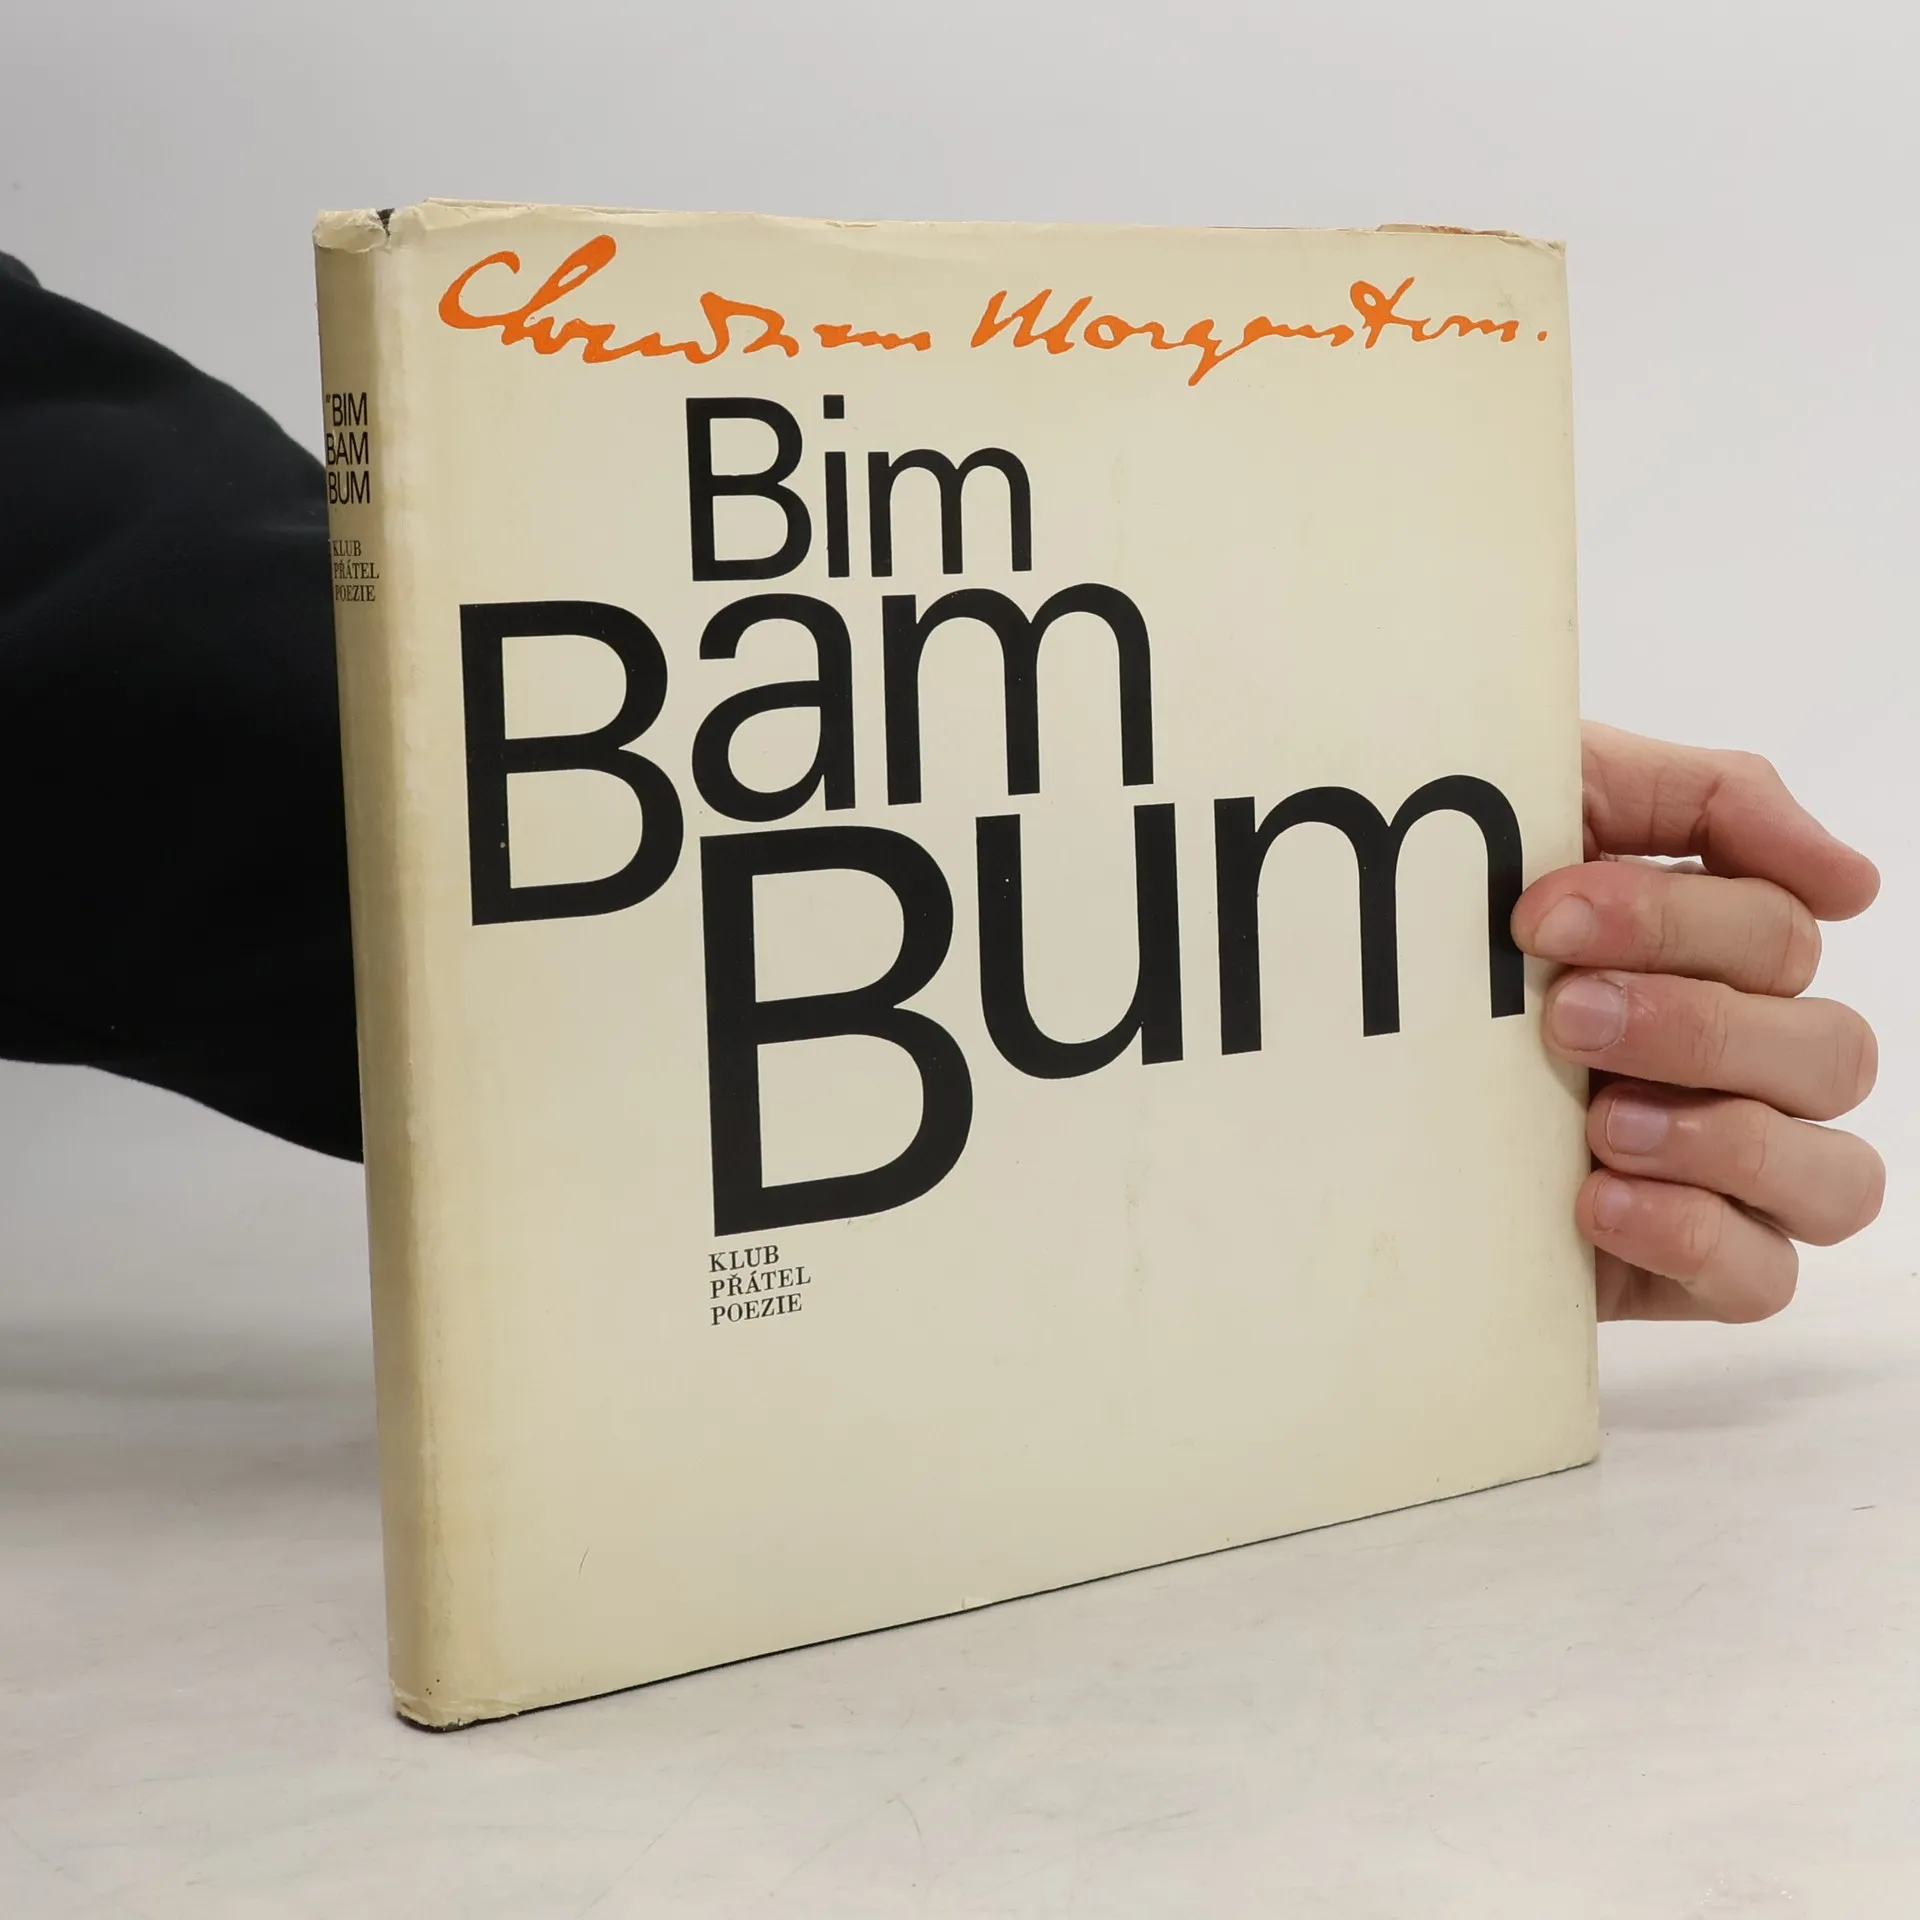 Christian Morgenstern.
Bim
Bam
Bum
KLUB
PŘÁTEL
POEZIE
BIM
BAM
BUM
KLUB
PŘÁTEL
POEZIE